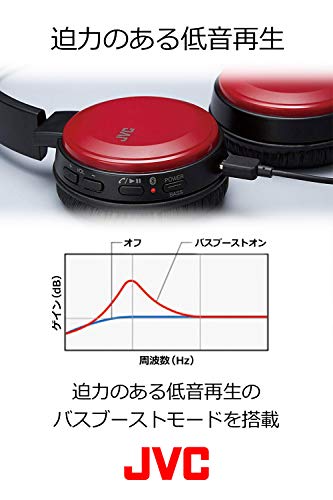 迫力のある低音再生
JVC
VOL
POWER
BASS
オフ
バスブーストオン
ゲイン(dB)
周波数(Hz)
迫力のある低音再生の
バスブーストモードを搭載
JVC